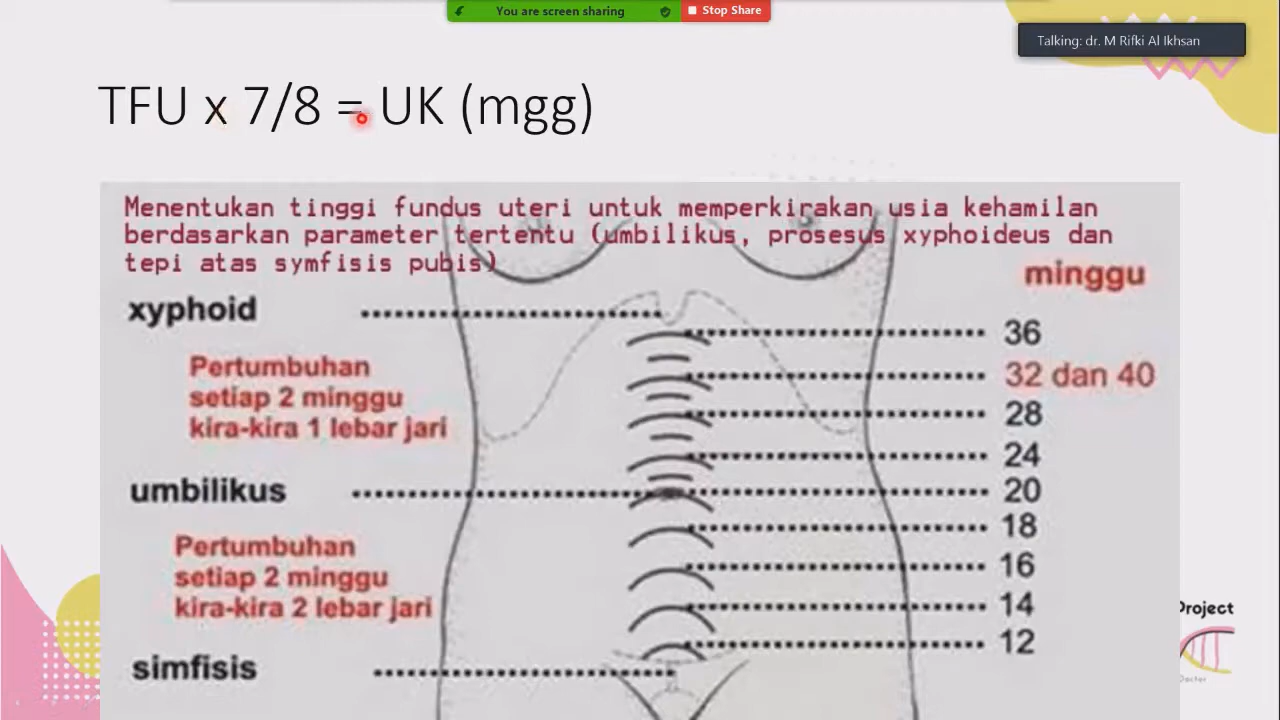 You are screen sharing
Stop Share
Talking: dr. M Rifki Al Ikhsan
TFU x 7/8 = UK (mgg)
Menentukan tinggi fundus uteri untuk memperkirakan usia kehamilan
berdasarkan parameter tertentu (umbilikus, prosesus xyphoideus dan
tepi atas symfisis pubis)
minggu
xyphoid
36
Pertumbuhan
setiap 2 minggu
kira-kira 1 lebar jari
32 dan 40
28
24
umbilikus
20
18
Pertumbuhan
setiap 2 minggu
kira-kira 2 lebar jari
16
14
12
simfisis
Project
Doctor